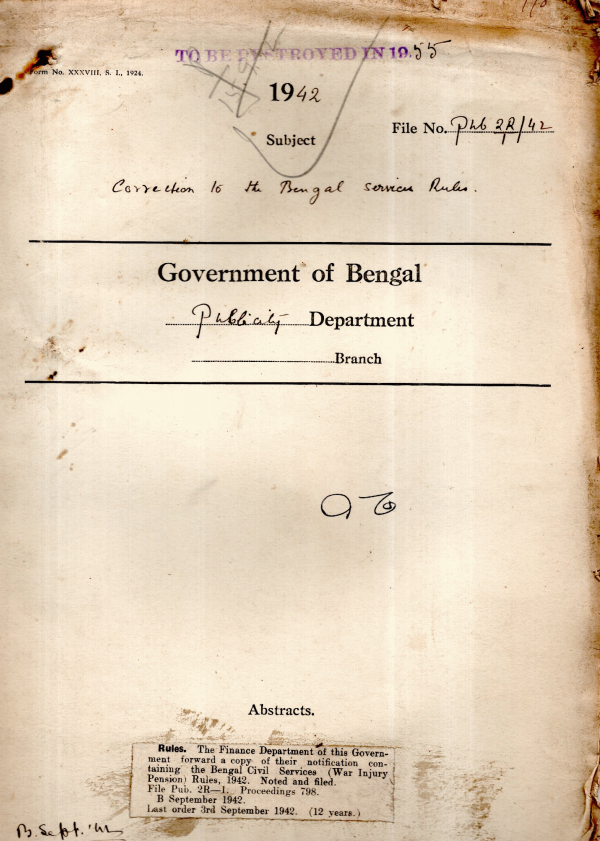 TO BE DESTROYED IN 1955
Form No. XXXVIII, S. I., 1924.
1942
File No. Pub 2R/1/42
Subject
Correction to the Bengal Services Rules.
Government of Bengal
Publicity Department
Branch
Abstracts.
Rules. The Finance Department of this Govern-
ment forward a copy of their notification con-
taining the Bengal Civil Services (War Injury
Pension) Rules, 1942. Noted and filed.
File Pub. 2R—1. Proceedings 798.
B September 1942.
Last order 3rd September 1942. (12 years.)
B. Sept. '42